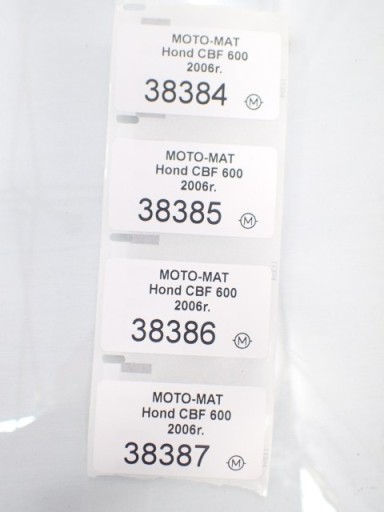 MOTO-MAT
Hond CBF 600
2006r.
38384 M
MOTO-MAT
Hond CBF 600
2006r.
38385 M
MOTO-MAT
Hond CBF 600
2006r.
38386 M
MOTO-MAT
Hond CBF 600
2006r.
38387 M